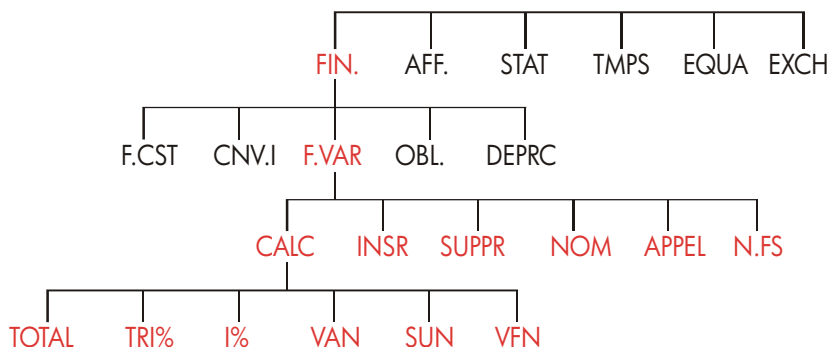 FIN. AFF. STAT TMPS EQUA EXCH
F.CST CNV.I F.VAR OBL. DEPRC
CALC INSR SUPPR NOM APPEL N.FS
TOTAL TRI% I% VAN SUN VFN